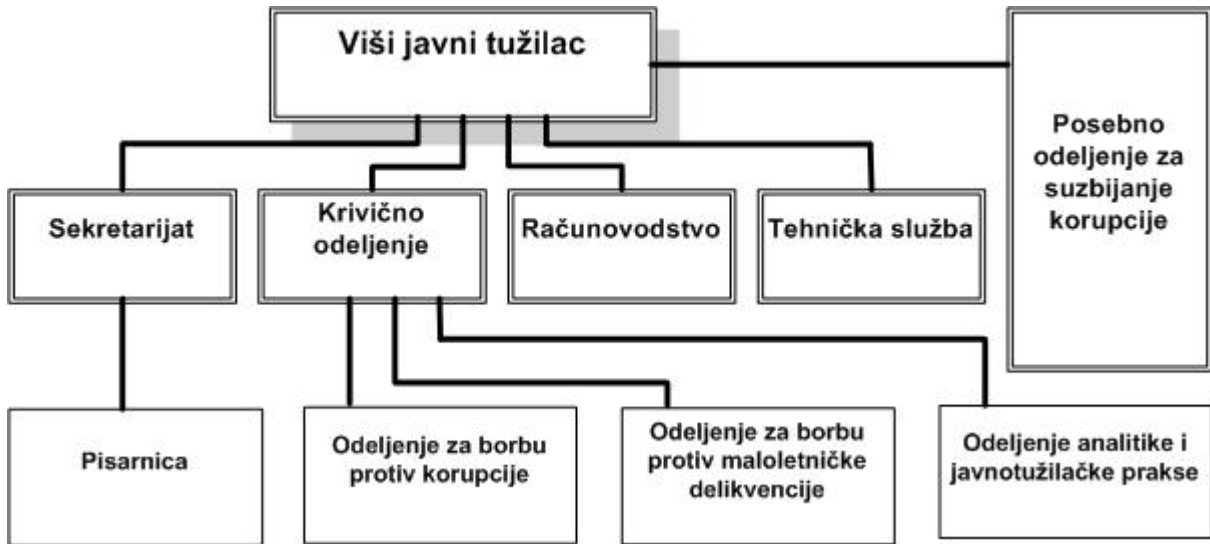 Viši javni tužilac
Posebno
odeljenje za
suzbijanje
korupcije
Sekretarijat
Krivično
odeljenje
Računovodstvo
Tehnička služba
Pisarnica
Odeljenje za borbu
protiv korupcije
Odeljenje za borbu
protiv maloletničke
delikvencije
Odeljenje analitike i
javnotužilačke prakse